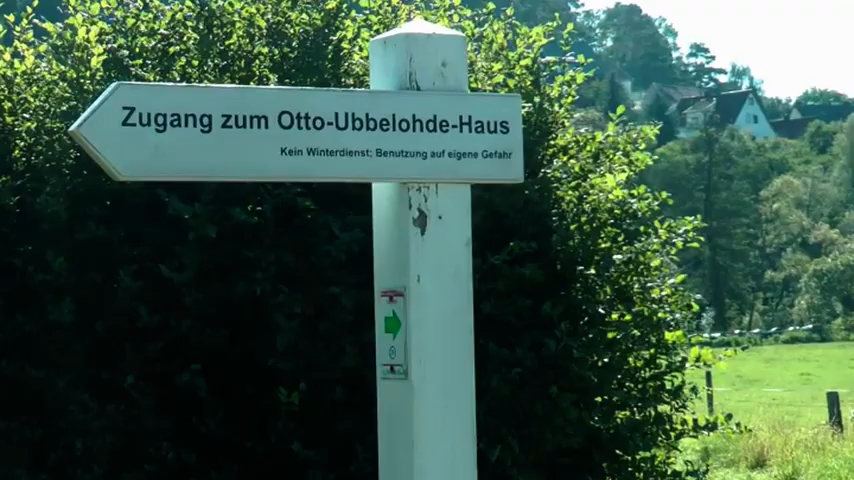 Zugang zum Otto-Ubbelohde-Haus
Kein Winterdienst; Benutzung auf eigene Gefahr